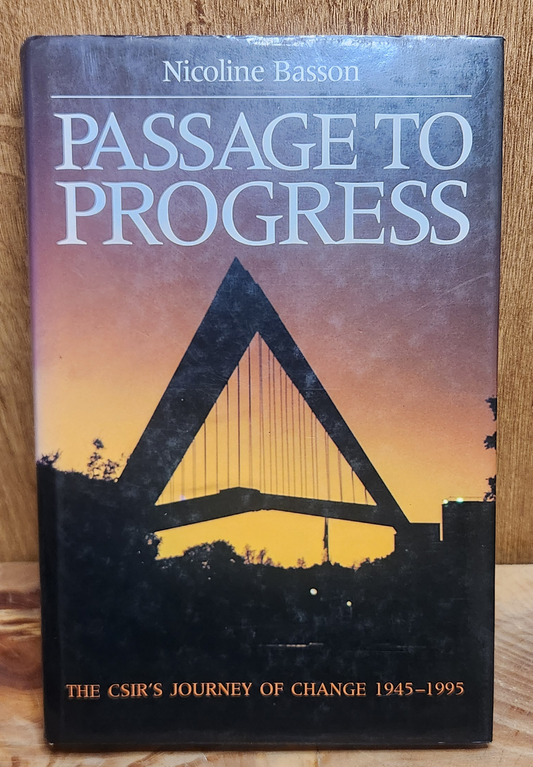 Nicoline Basson
PASSAGE TO
PROGRESS
THE CSIR'S JOURNEY OF CHANGE 1945–1995